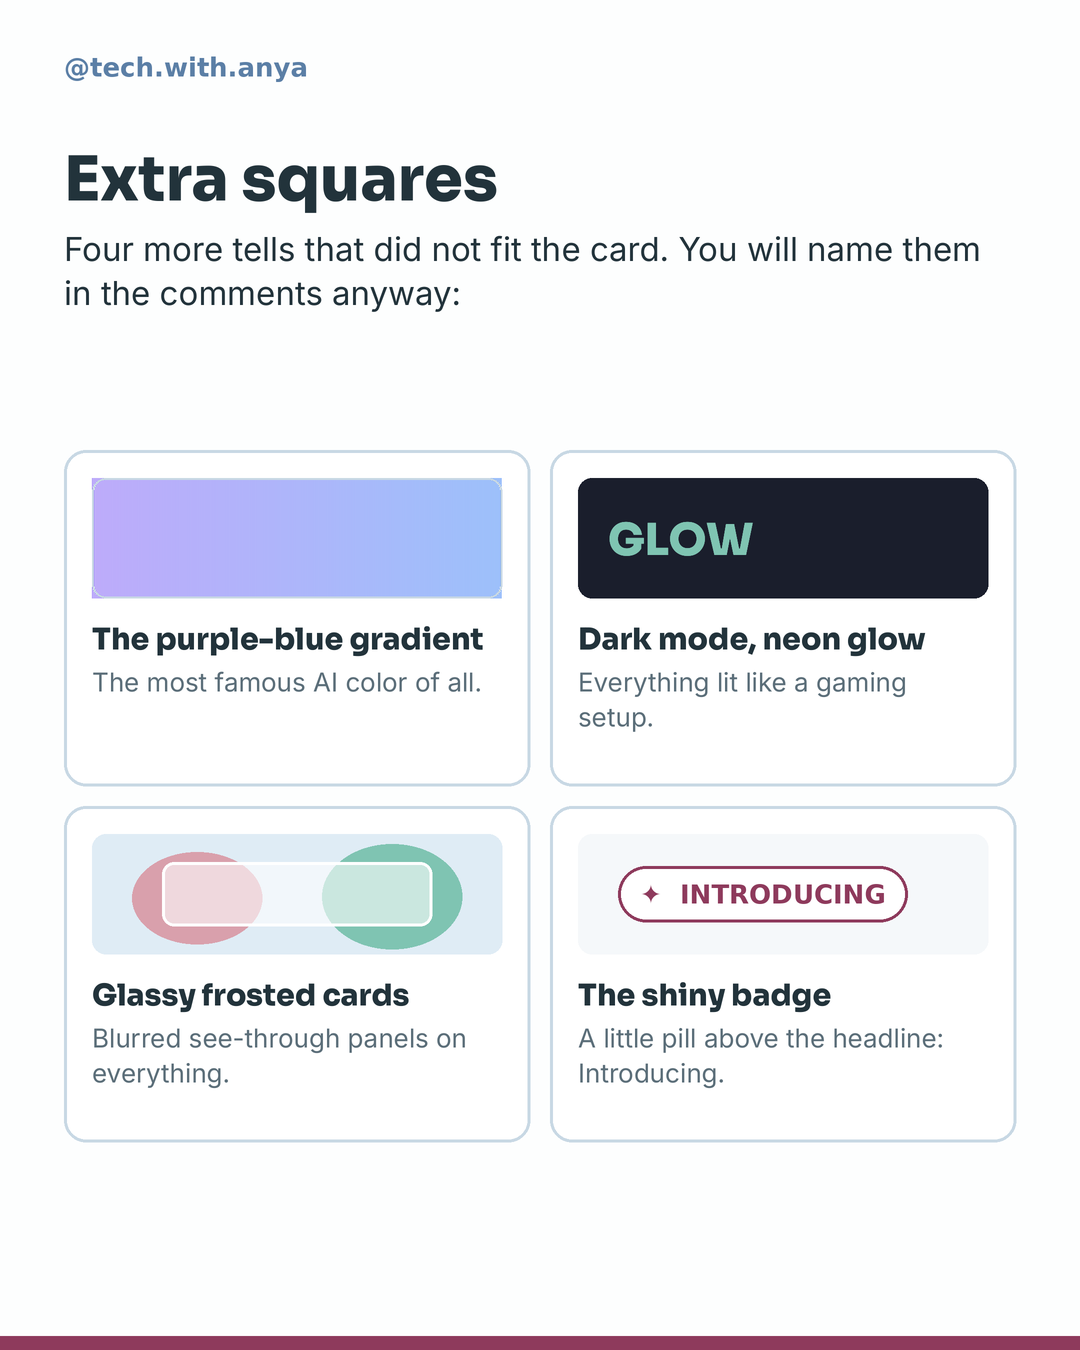 @tech.with.anya
Extra squares
Four more tells that did not fit the card. You will name them
in the comments anyway:
GLOW
The purple–blue gradient
The most famous AI color of all.
Dark mode, neon glow
Everything lit like a gaming
setup.
✦ INTRODUCING
Glassy frosted cards
Blurred see-through panels on
everything.
The shiny badge
A little pill above the headline:
Introducing.